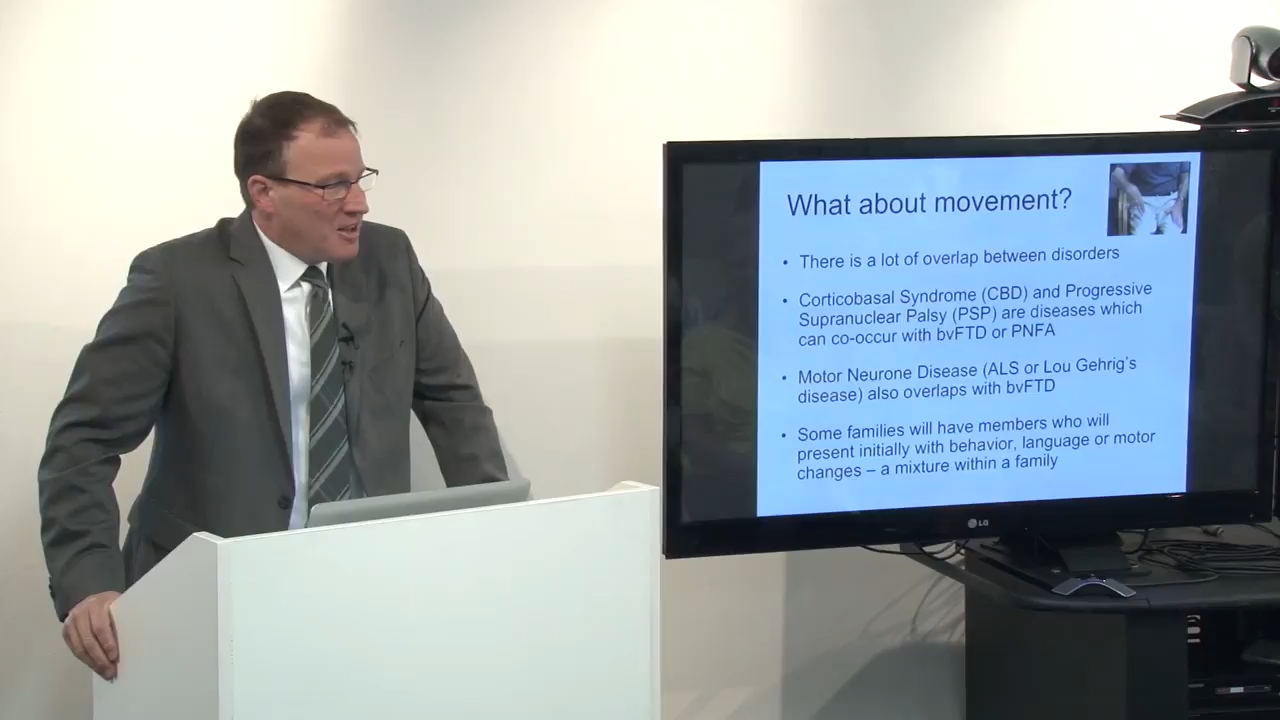 What about movement?
• There is a lot of overlap between disorders
• Corticobasal Syndrome (CBD) and Progressive
Supranuclear Palsy (PSP) are diseases which
can co-occur with bvFTD or PNFA
• Motor Neurone Disease (ALS or Lou Gehrig's
disease) also overlaps with bvFTD
• Some families will have members who will
present initially with behavior, language or motor
changes – a mixture within a family
LG